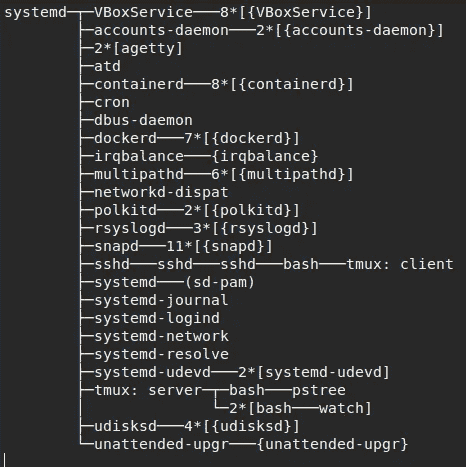 systemd─┬─VBoxService───8*[{VBoxService}]
        ├─accounts-daemon───2*[{accounts-daemon}]
        ├─2*[agetty]
        ├─atd
        ├─containerd───8*[{containerd}]
        ├─cron
        ├─dbus-daemon
        ├─dockerd───7*[{dockerd}]
        ├─irqbalance───{irqbalance}
        ├─multipathd───6*[{multipathd}]
        ├─networkd-dispat
        ├─polkitd───2*[{polkitd}]
        ├─rsyslogd───3*[{rsyslogd}]
        ├─snapd───11*[{snapd}]
        ├─sshd───sshd───sshd───bash───tmux: client
        ├─systemd───(sd-pam)
        ├─systemd-journal
        ├─systemd-logind
        ├─systemd-network
        ├─systemd-resolve
        ├─systemd-udevd───2*[systemd-udevd]
        ├─tmux: server─┬─bash───pstree
        │              └─2*[bash───watch]
        ├─udisksd───4*[{udisksd}]
        └─unattended-upgr───{unattended-upgr}